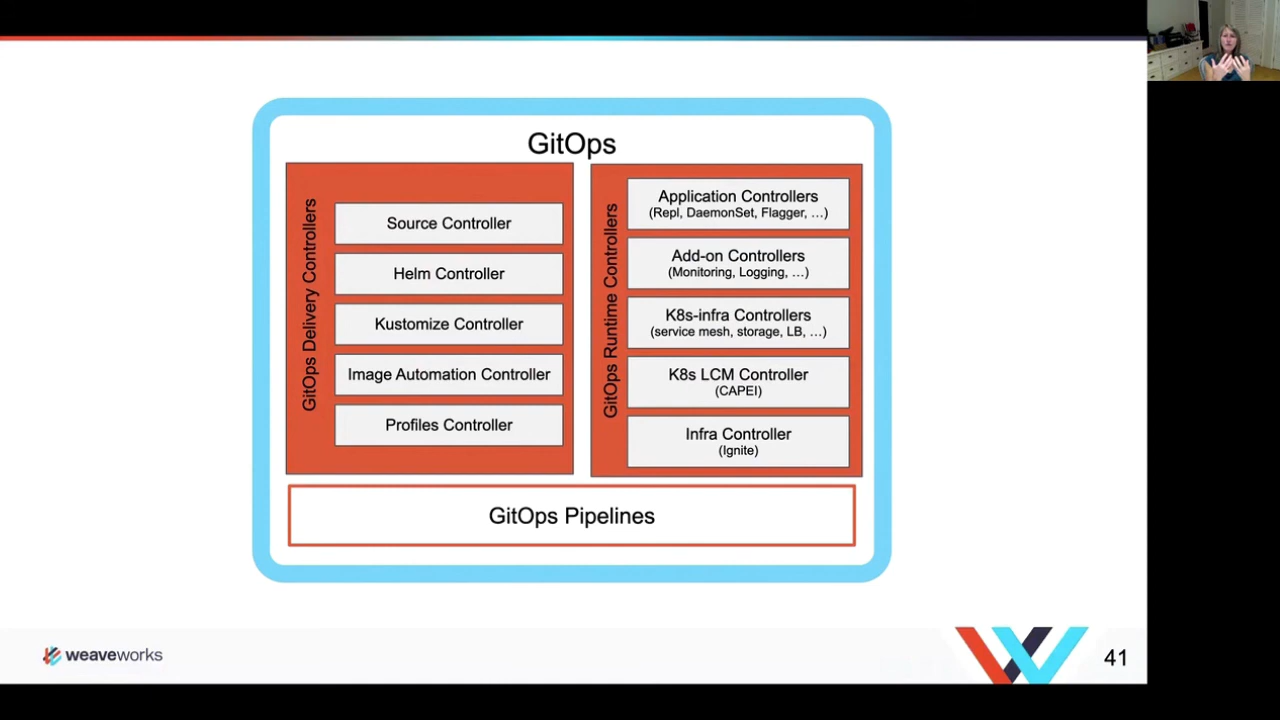 GitOps
GitOps Delivery Controllers
Source Controller
Helm Controller
Kustomize Controller
Image Automation Controller
Profiles Controller
GitOps Runtime Controllers
Application Controllers
(Repl, DaemonSet, Flagger, ...)
Add-on Controllers
(Monitoring, Logging, ...)
K8s-infra Controllers
(service mesh, storage, LB, ...)
K8s LCM Controller
(CAPEI)
Infra Controller
(Ignite)
GitOps Pipelines
weaveworks
41